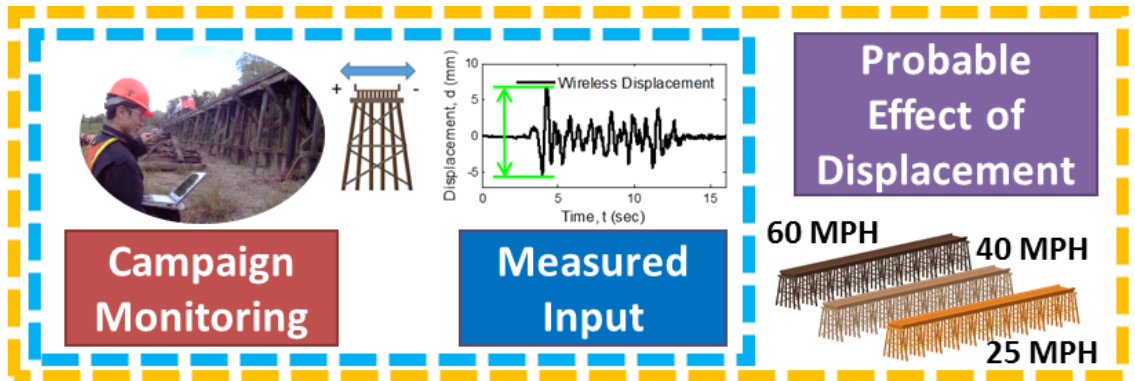 + -
Displacement, d (mm)
10
5
0
-5
Wireless Displacement
0 5 10 15
Time, t (sec)
Campaign
Monitoring
Measured
Input
Probable
Effect of
Displacement
60 MPH
40 MPH
25 MPH